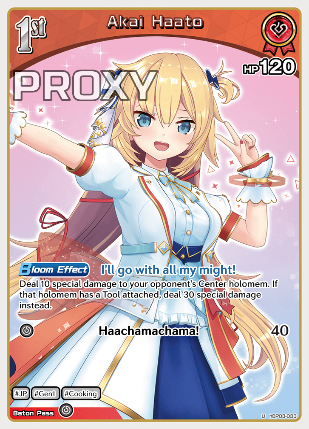 1st
Akai Haato
HP 120
PROXY
Bloom Effect I'll go with all my might!
Deal 10 special damage to your opponent's Center holomem. If
that holomem has a Tool attached, deal 30 special damage
instead.
Haachamachama! 40
#JP #Gen1 #Cooking
Baton Pass
U